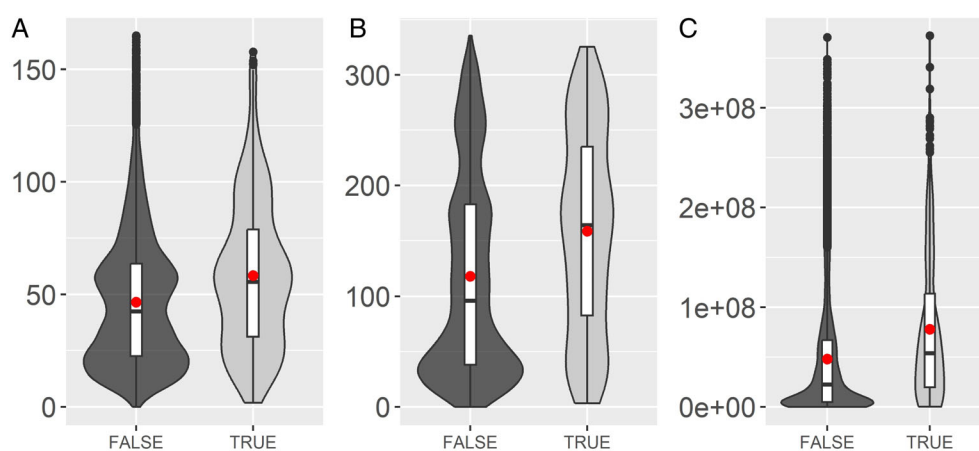 A
150
100
50
0
FALSE
TRUE
B
300
200
100
0
FALSE
TRUE
C
3e+08
2e+08
1e+08
0e+00
FALSE
TRUE